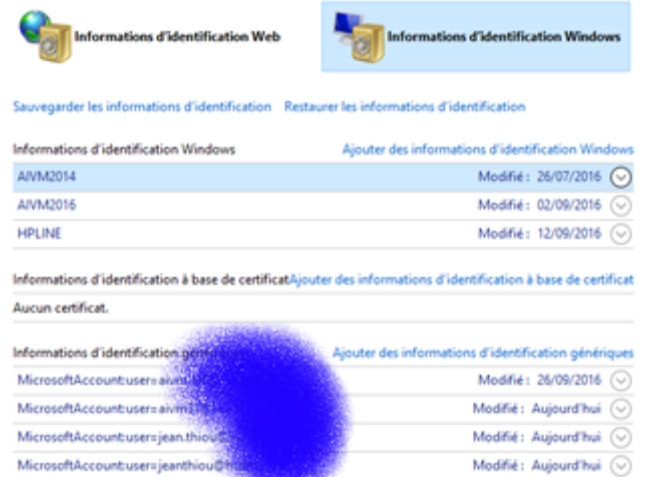 Informations d'identification Web Informations d'identification Windows
Sauvegarder les informations d'identification Restaurer les informations d'identification
Informations d'identification Windows Ajouter des informations d'identification Windows
AIVM2014 Modifié : 26/07/2016
AIVM2016 Modifié : 02/09/2016
HPLINE Modifié : 12/09/2016
Informations d'identification à base de certificat Ajouter des informations d'identification à base de certificat
Aucun certificat.
Informations d'identification Ajouter des informations d'identification génériques
MicrosoftAccount:user= Modifié : 26/09/2016
MicrosoftAccount:user= Modifié : Aujourd'hui
MicrosoftAccount:user=jean.thiou Modifié : Aujourd'hui
MicrosoftAccount:user=jeanthiou@ Modifié : Aujourd'hui